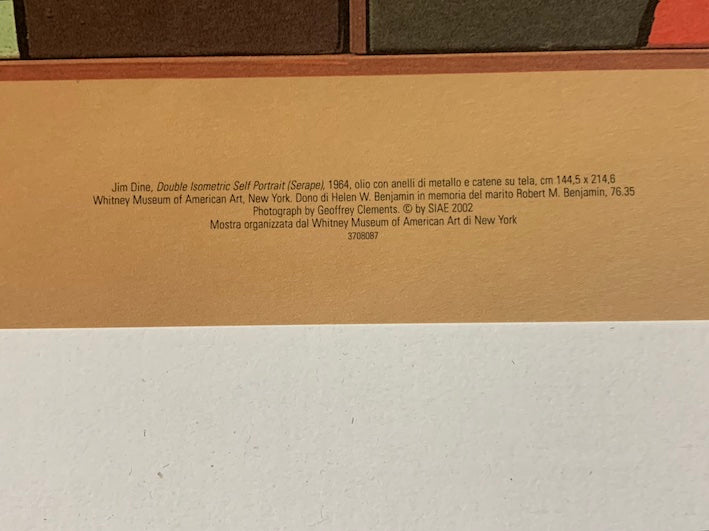 Jim Dine, Double Isometric Self Portrait (Serape), 1964, olio con anelli di metallo e catene su tela, cm 144,5 x 214,6
Whitney Museum of American Art, New York. Dono di Helen W. Benjamin in memoria del marito Robert M. Benjamin, 76.35
Photograph by Geoffrey Clements. © by SIAE 2002
Mostra organizzata dal Whitney Museum of American Art di New York
3708087